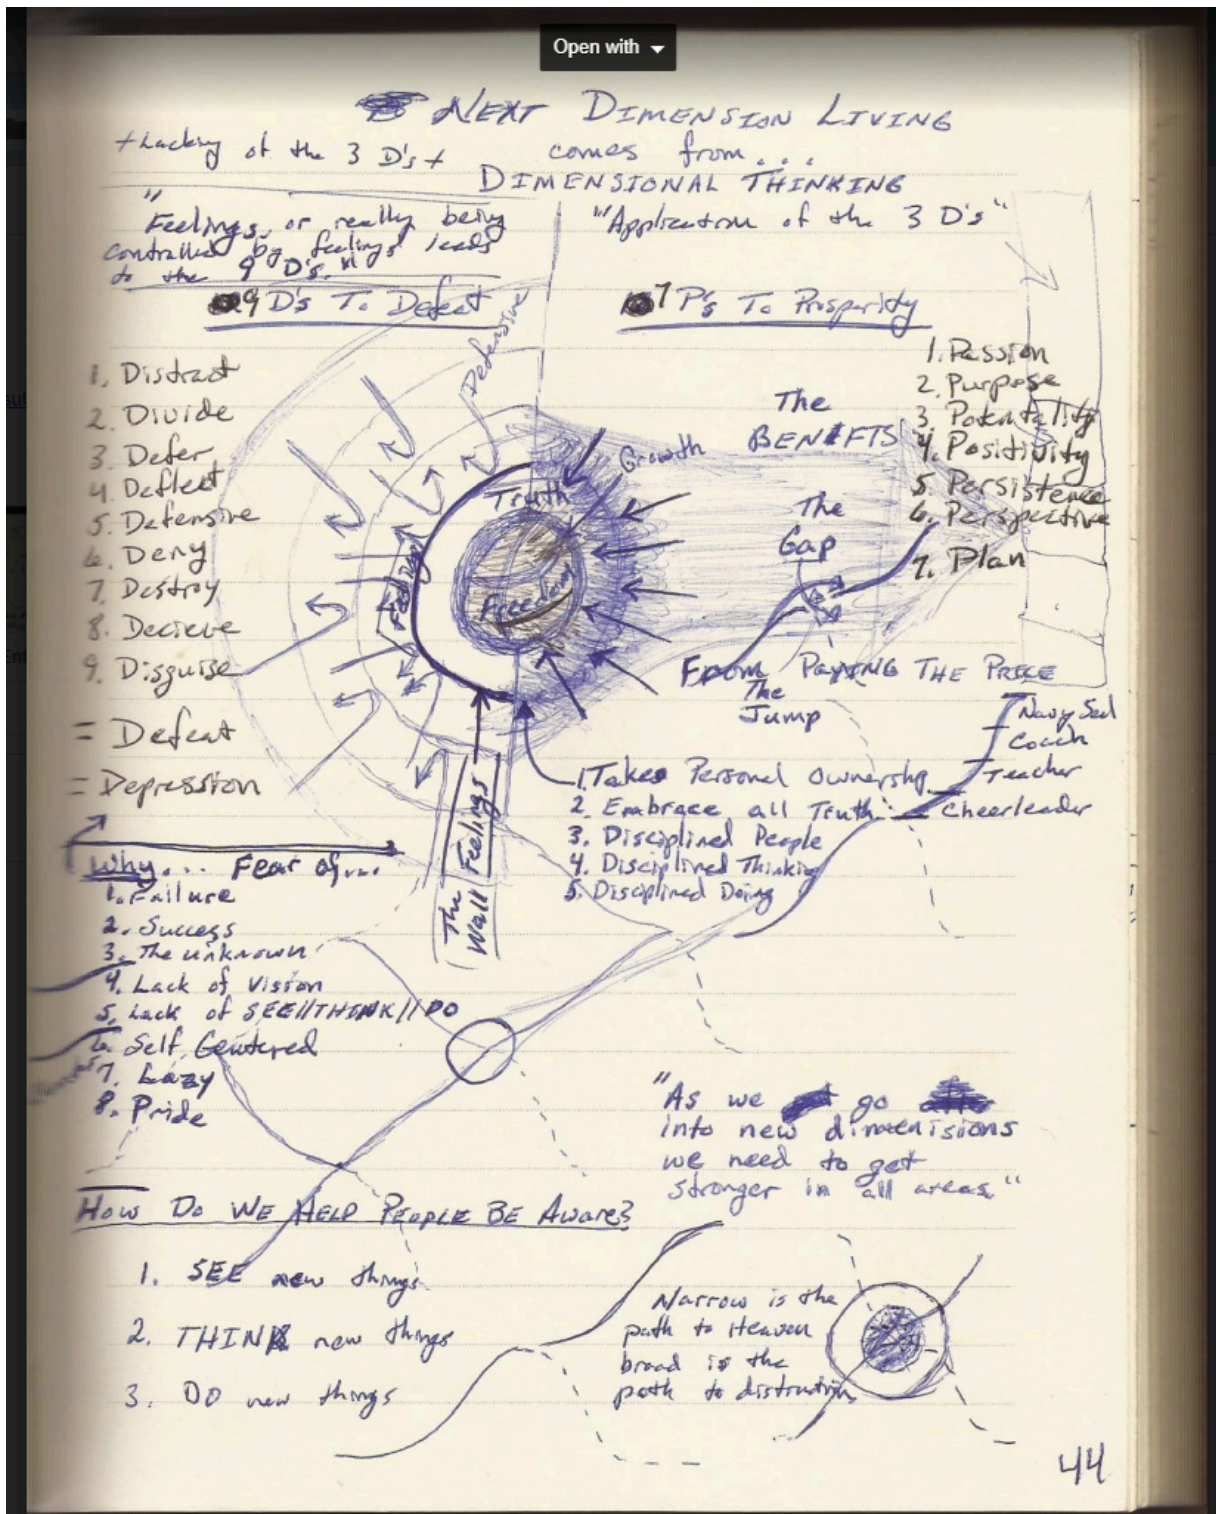 Open with
NEXT DIMENSION LIVING
comes from...
DIMENSIONAL THINKING
+ Lacking of the 3 D's +
"Feelings, or really being
controlled by feelings leads
to the 9 D's."
9 D's To Defeat
1. Distract
2. Divide
3. Defer
4. Deflect
5. Defensive
6. Deny
7. Destroy
8. Decieve
9. Disguise
= Defeat
= Depression
"Application of the 3 D's"
7 P's To Prosperity
1. Passion
2. Purpose
3. Potentality
4. Positivity
5. Persistence
6. Perspective
7. Plan
Defensive
Growth
Truth
Freedom
Feelings
The
BENIFTS
The
Gap
From PAYING THE PRICE
The
Jump
Navy Seal
Coach
Teacher
Cheerleader
1. Takes Personal Ownership
2. Embrace all Truth
3. Disciplined People
4. Disciplined Thinking
5. Disciplined Doing
The Wall
Feelings
Why... Fear of...
1. Failure
2. Success
3. The unknown
4. Lack of Vision
5. Lack of SEE//THINK//DO
6. Self Centered
7. Lazy
8. Pride
"As we go
into new dimenisions
we need to get
stronger in all areas."
HOW DO WE HELP PEOPLE BE AWARE?
1. SEE new things
2. THINK new things
3. DO new things
Narrow is the
path to Heaven
broad is the
path to distruction
44